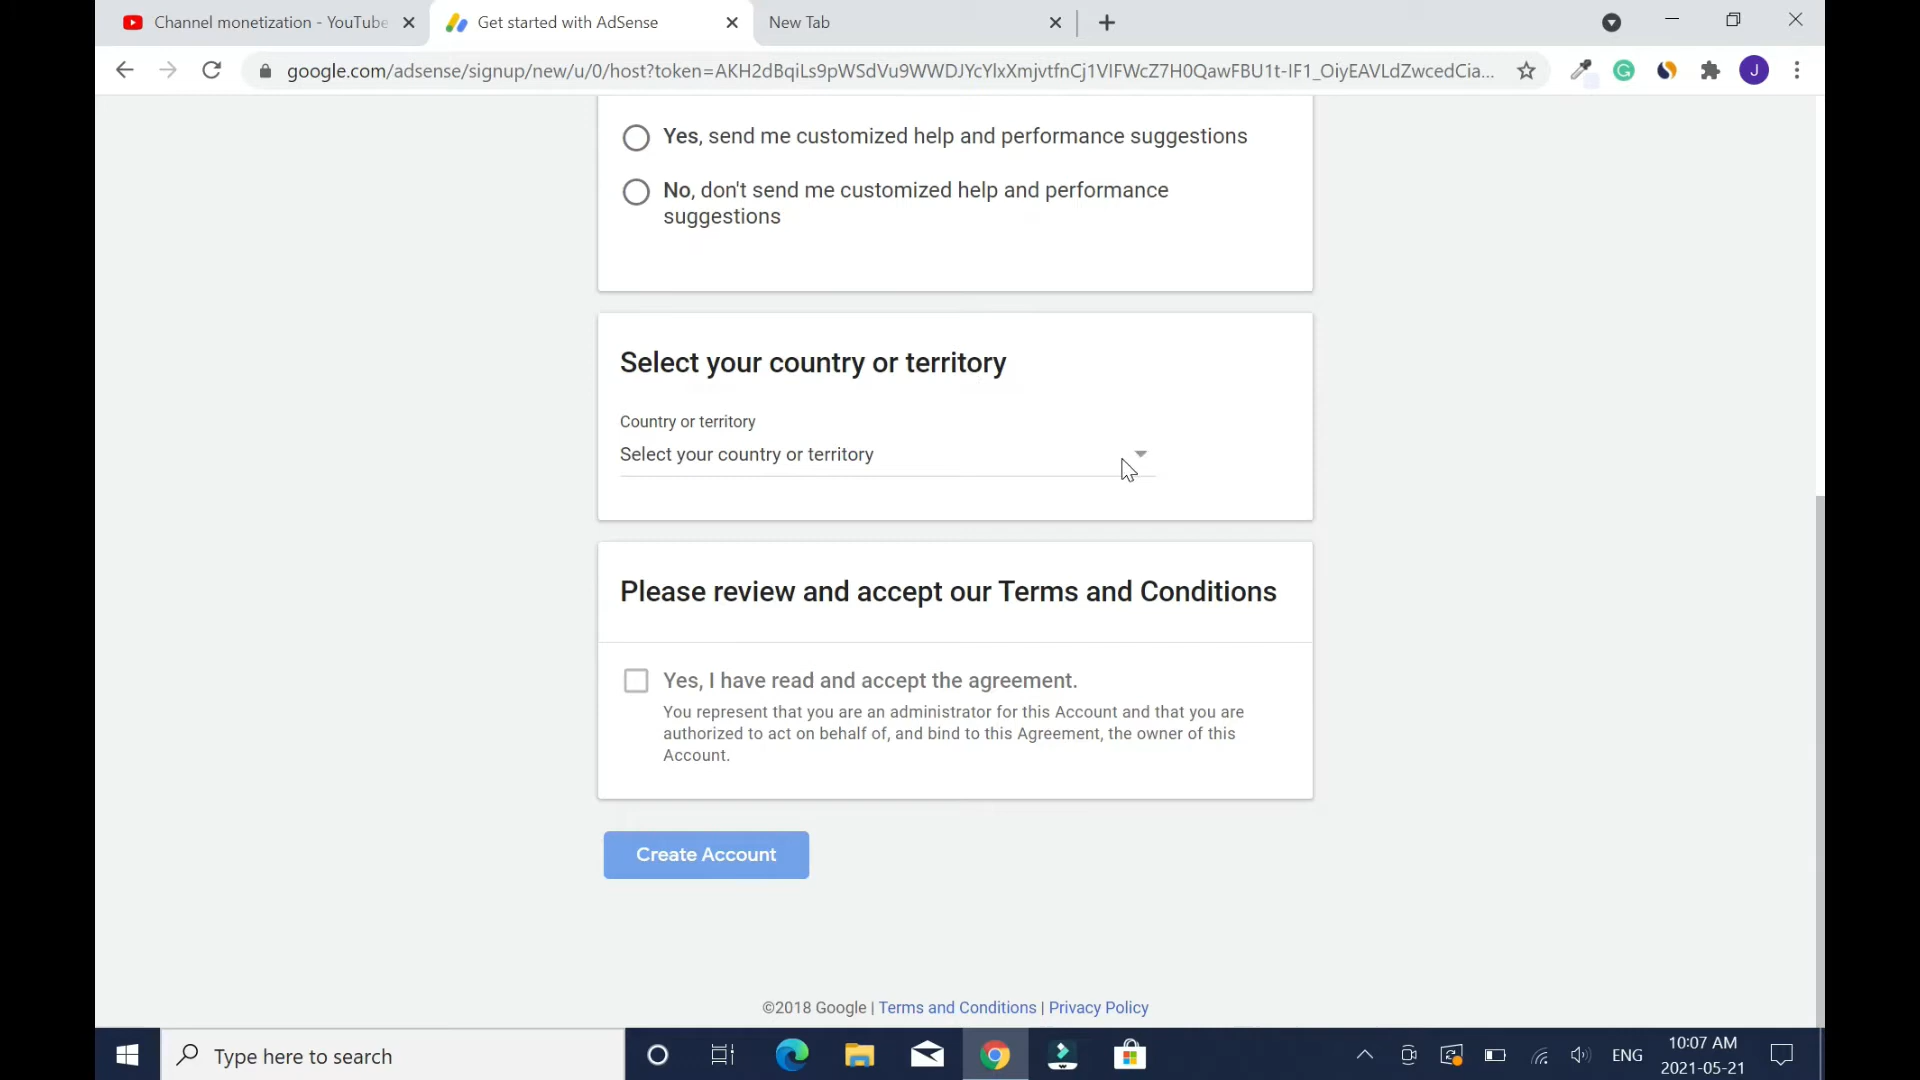 Channel monetization - YouTube
Get started with AdSense
New Tab
google.com/adsense/signup/new/u/0/host?token=AKH2dBqiLs9pWSdVu9WWDJYcYlxXmjvtfnCj1VIFWcZ7H0QawFBU1t-IF1_OiyEAVLdZwcedCia...
J
Yes, send me customized help and performance suggestions
No, don't send me customized help and performance
suggestions
Select your country or territory
Country or territory
Select your country or territory
Please review and accept our Terms and Conditions
Yes, I have read and accept the agreement.
You represent that you are an administrator for this Account and that you are
authorized to act on behalf of, and bind to this Agreement, the owner of this
Account.
Create Account
©2018 Google | Terms and Conditions | Privacy Policy
Type here to search
ENG
10:07 AM
2021-05-21